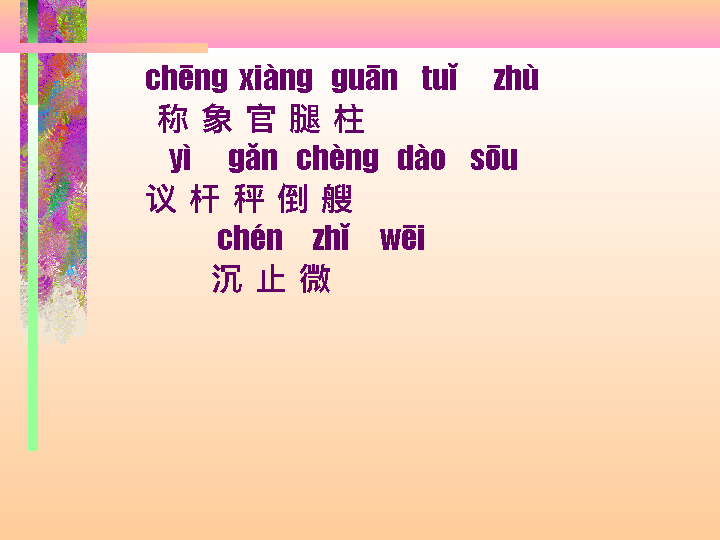 chēng xiàng guān tuǐ zhù
称 象 官 腿 柱
yì gǎn chèng dào sōu
议 杆 秤 倒 艘
chén zhǐ wēi
沉 止 微